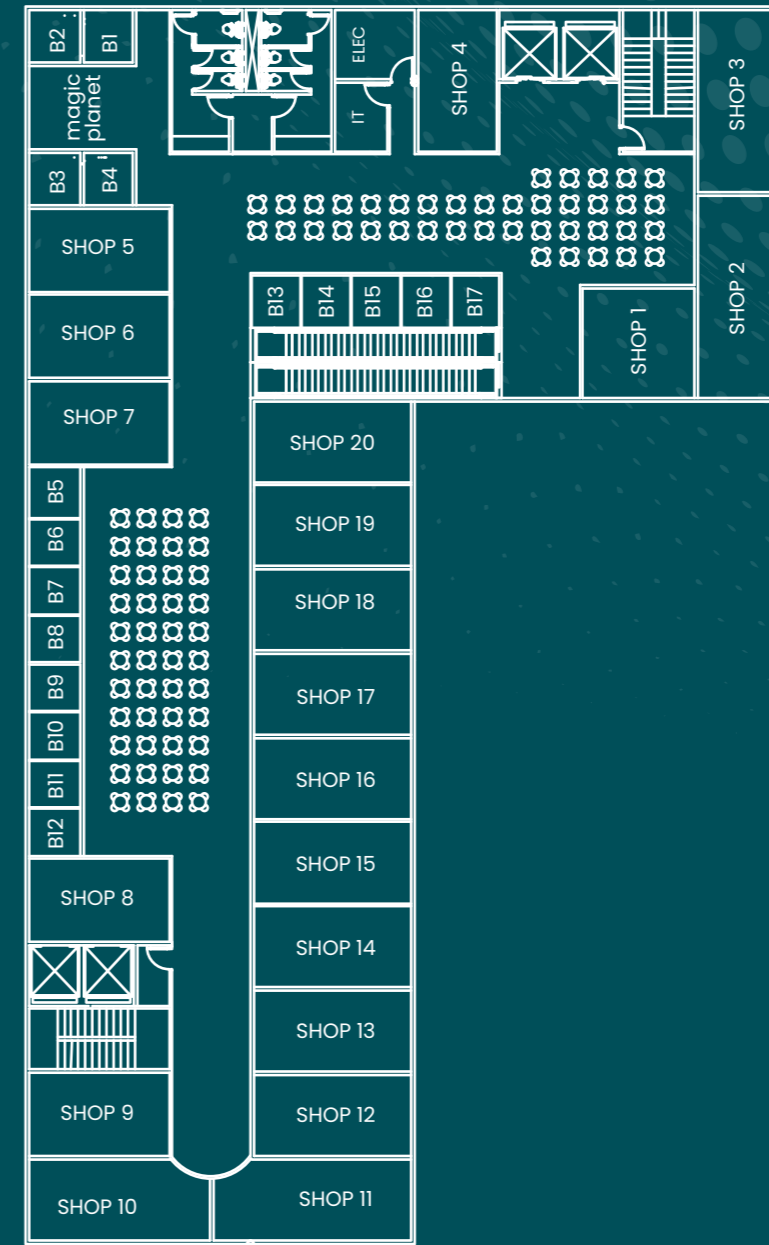 B2
B1
ELEC
SHOP 4
SHOP 3
magic
planet
IT
B3
B4
SHOP 5
SHOP 2
B13
B14
B15
B16
B17
SHOP 6
SHOP 1
SHOP 7
SHOP 20
B5
SHOP 19
B6
B7
SHOP 18
B8
B9
SHOP 17
B10
B11
SHOP 16
B12
SHOP 15
SHOP 8
SHOP 14
SHOP 13
SHOP 9
SHOP 12
SHOP 10
SHOP 11